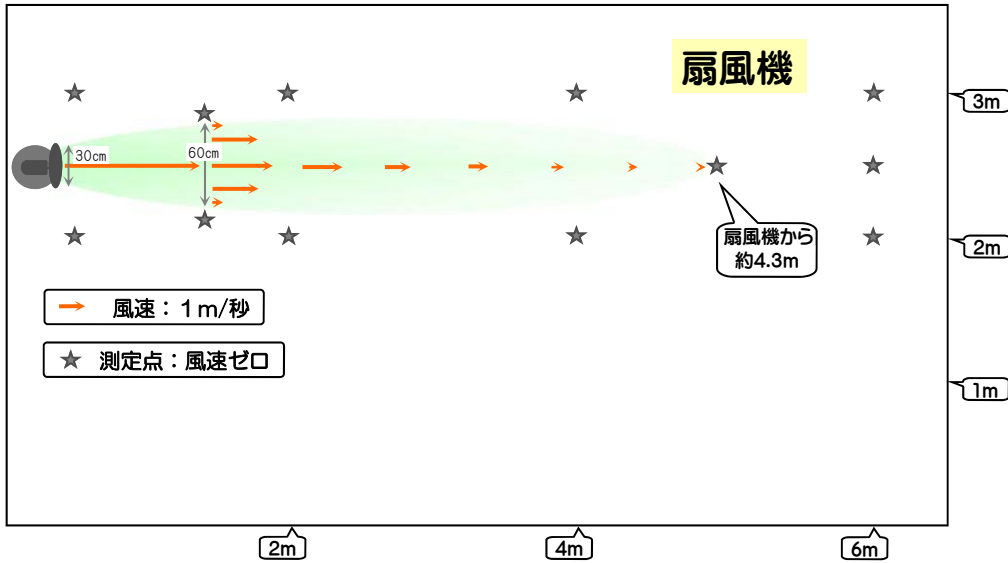 扇風機
3m
30cm
60cm
扇風機から
約4.3m
2m
風速：１ｍ/秒
測定点：風速ゼロ
1m
2m
4m
6m